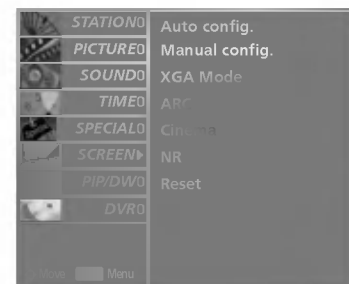 STATION
PICTURE
SOUND
TIME
SPECIAL
SCREEN
PIP/DW
DVR
Move Menu
Auto config.
Manual config.
XGA Mode
ARC
Cinema
NR
Reset